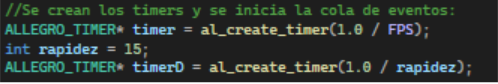 //Se crean los timers y se inicia la cola de eventos:
ALLEGRO_TIMER* timer = al_create_timer(1.0 / FPS);
int rapidez = 15;
ALLEGRO_TIMER* timerD = al_create_timer(1.0 / rapidez);